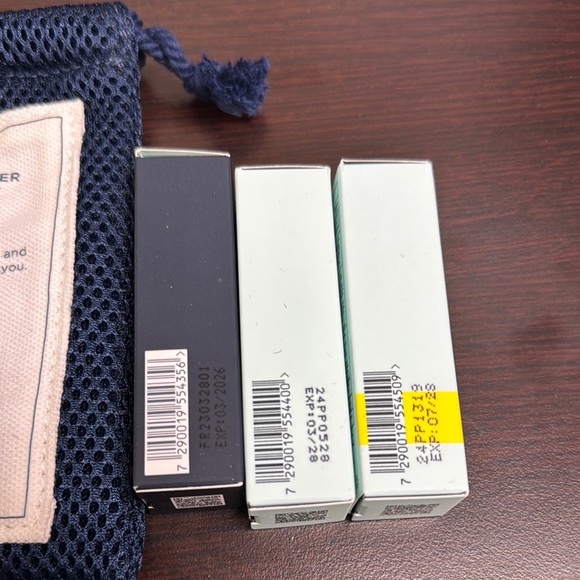 ER
and
you.
7 290019 554356 >
FR23032801
EXP:03/2026
7 290019 554400 >
24PP0528
EXP:03/28
7 290019 554509 >
24PP1319
EXP:07/28